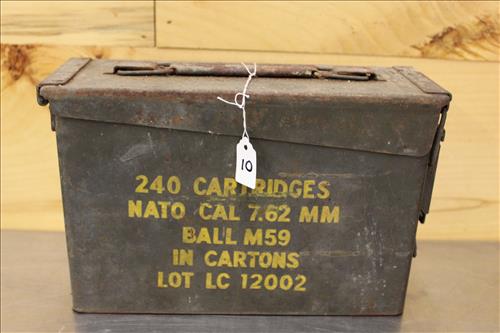 10
240 CARTRIDGES
NATO CAL 7.62 MM
BALL M59
IN CARTONS
LOT LC 12002